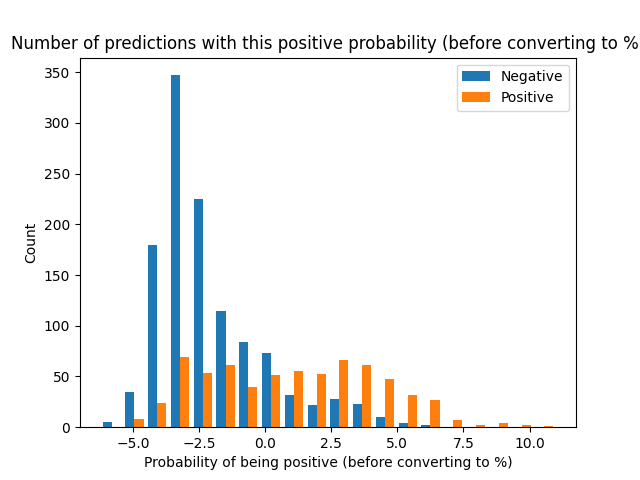 Number of predictions with this positive probability (before converting to %
Negative
Positive
350
300
250
200
150
100
50
0
Count
−5.0 −2.5 0.0 2.5 5.0 7.5 10.0
Probability of being positive (before converting to %)